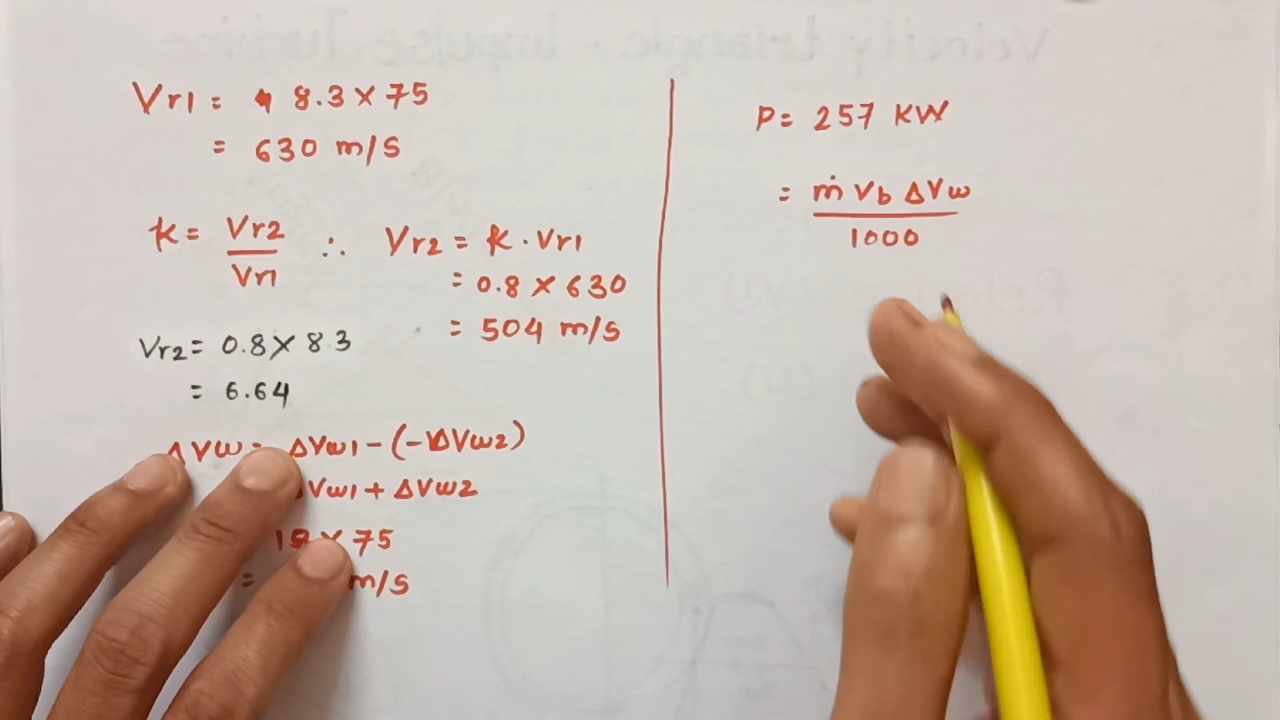 Vr1 = 8.3 × 75
= 630 m/s
K = Vr2 / Vr1 ∴ Vr2 = K . Vr1
= 0.8 × 630
= 504 m/s
Vr2 = 0.8 × 8.3
= 6.64
ΔVw = ΔVw1 - (-ΔVw2)
ΔVw1 + ΔVw2
× 75
= m/s
P = 257 KW
= ṁ Vb ΔVw / 1000